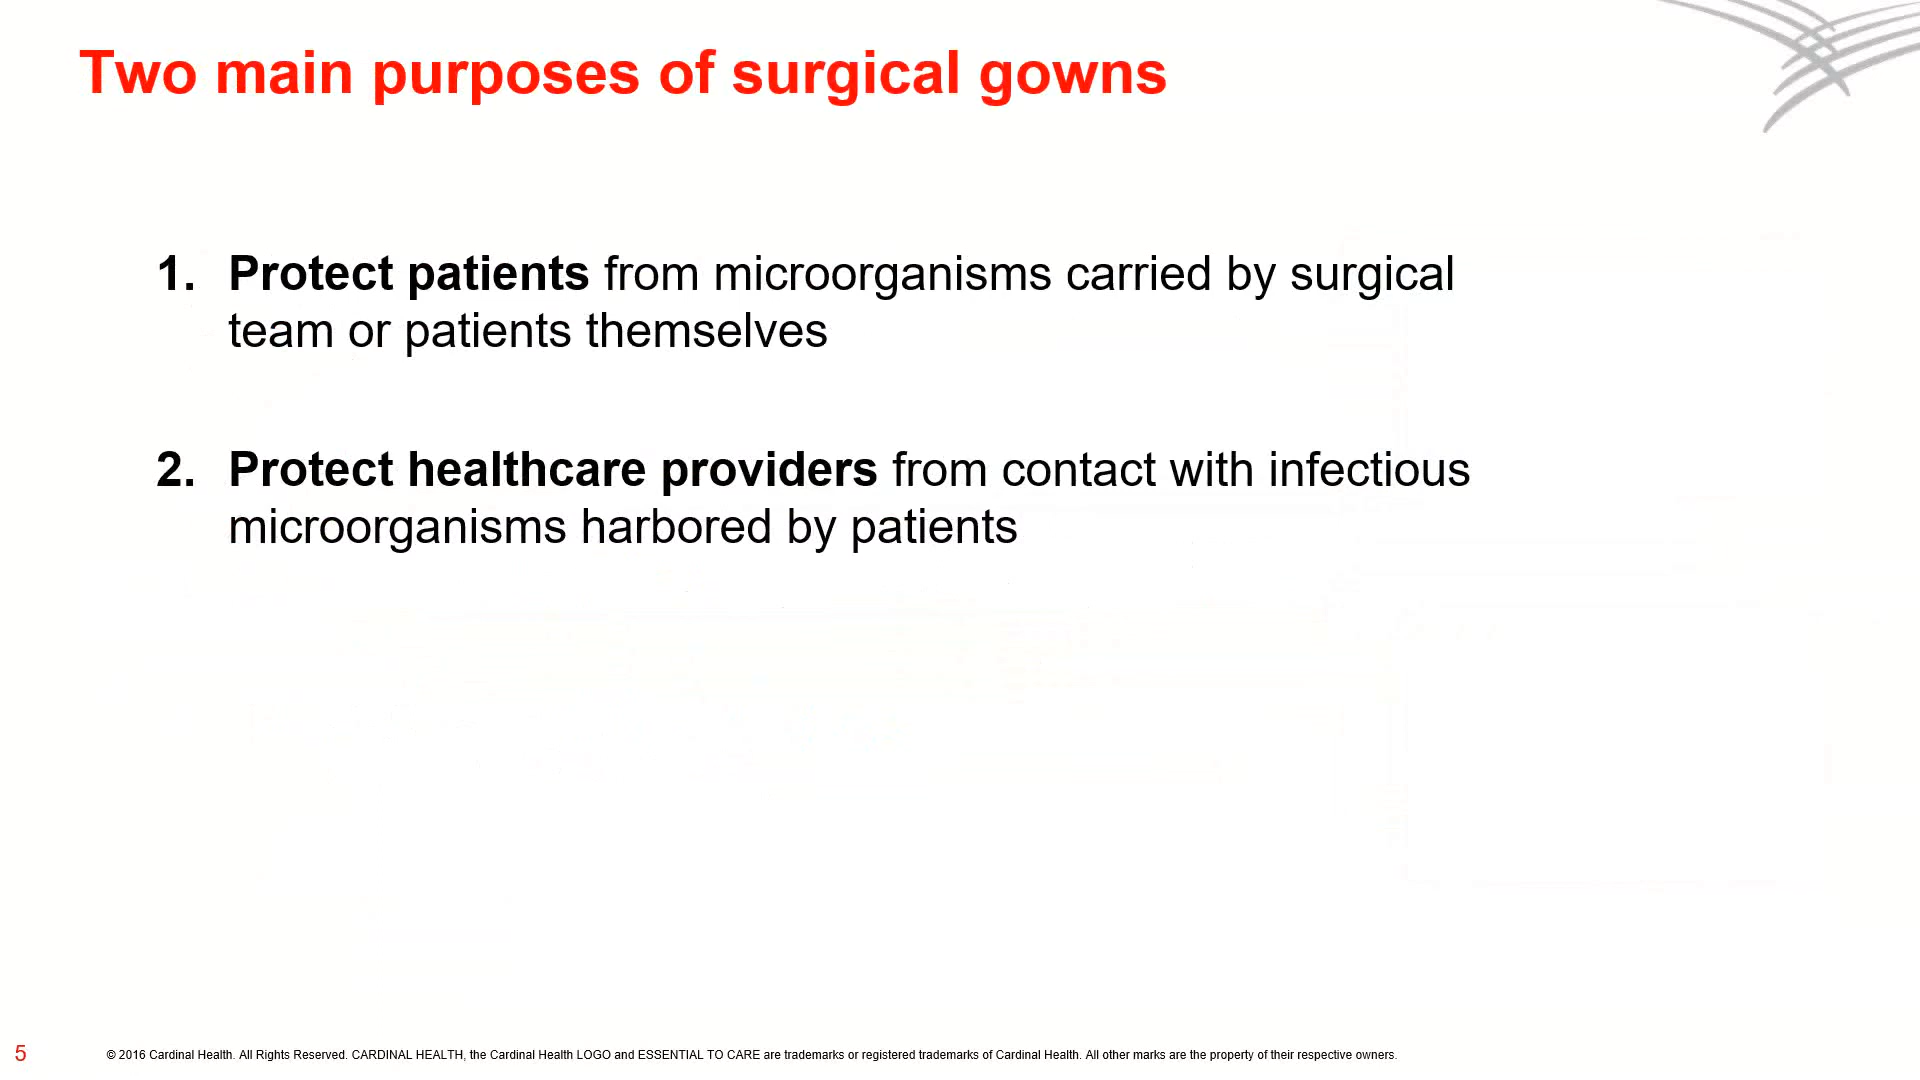 Two main purposes of surgical gowns
1. Protect patients from microorganisms carried by surgical
team or patients themselves
2. Protect healthcare providers from contact with infectious
microorganisms harbored by patients
5
© 2016 Cardinal Health. All Rights Reserved. CARDINAL HEALTH, the Cardinal Health LOGO and ESSENTIAL TO CARE are trademarks or registered trademarks of Cardinal Health. All other marks are the property of their respective owners.